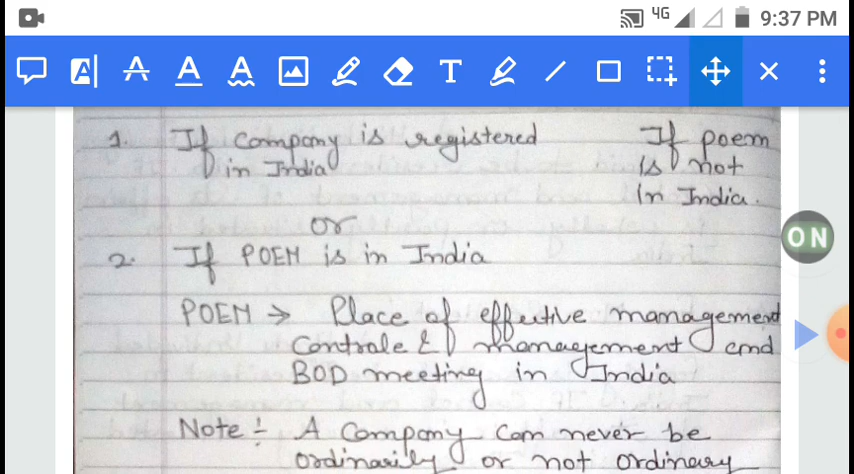 4G 9:37 PM
A A A A T
1. If company is registered If poem
in India is not
in India.
or
2. If POEM is in India
ON
POEM → Place of effective management
Controle & management and
BOD meeting in India
Note :- A Company Can never be
ordinarily or not ordinary